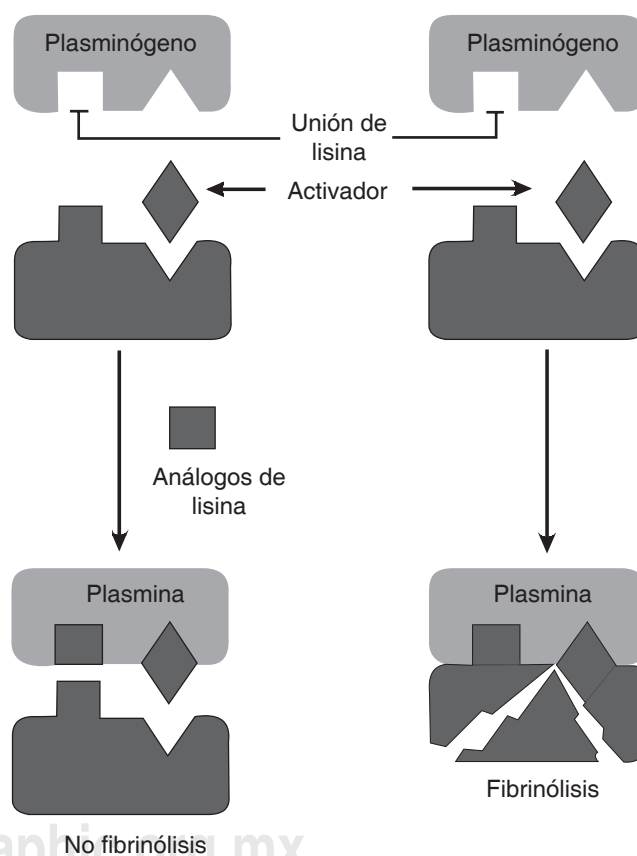 Plasminógeno
Plasminógeno
Unión de
lisina
Activador
Análogos de
lisina
Plasmina
Plasmina
Fibrinólisis
No fibrinólisis